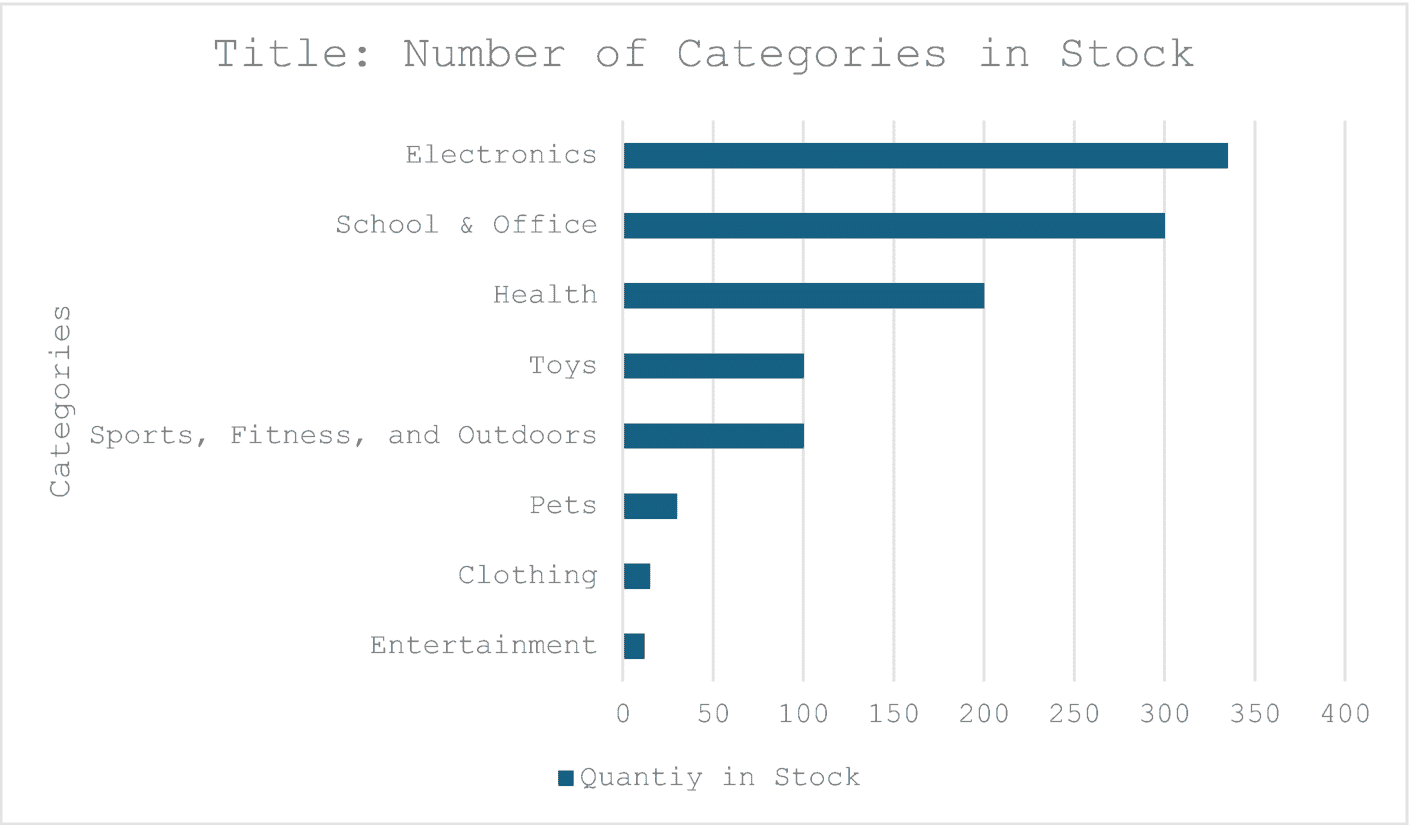 Title: Number of Categories in Stock
Categories
Electronics
School & Office
Health
Toys
Sports, Fitness, and Outdoors
Pets
Clothing
Entertainment
0 50 100 150 200 250 300 350 400
Quantiy in Stock